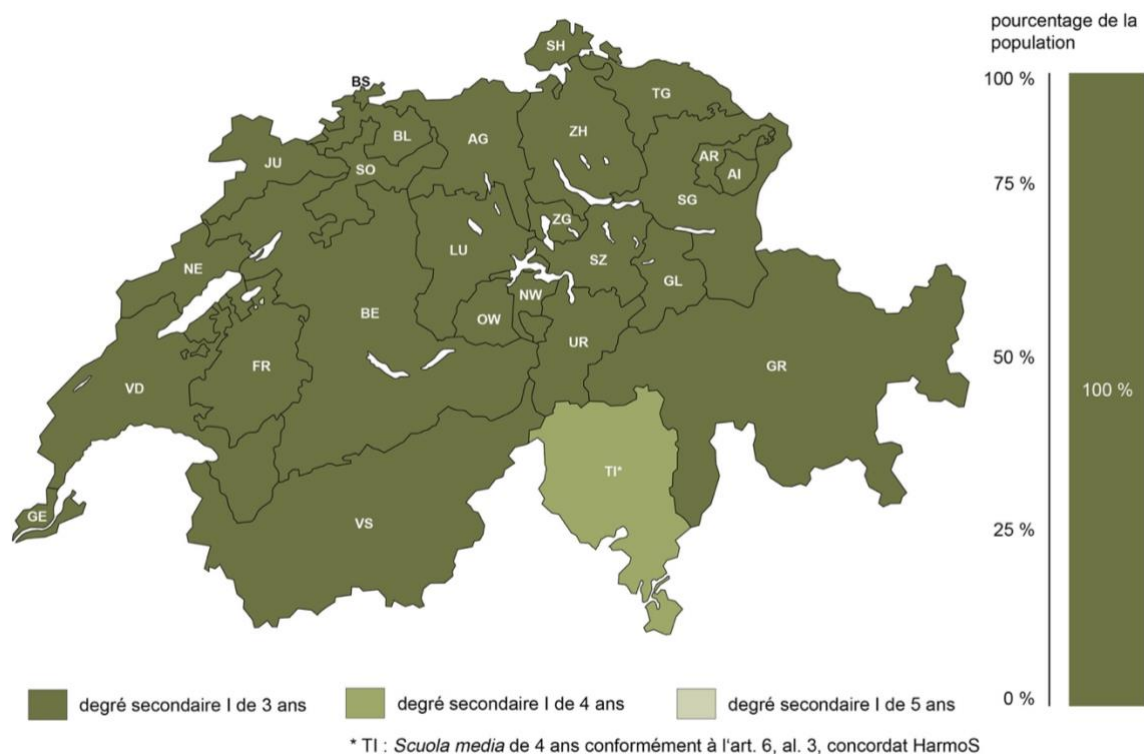 pourcentage de la
population
100 %
75 %
50 %
25 %
0 %
100 %
SH
BS
TG
BL
AG
ZH
JU
SO
AR
AI
SG
ZG
LU
SZ
NE
GL
NW
OW
BE
UR
FR
GR
VD
TI*
GE
VS
degré secondaire I de 3 ans
degré secondaire I de 4 ans
degré secondaire I de 5 ans
* TI : Scuola media de 4 ans conformément à l'art. 6, al. 3, concordat HarmoS